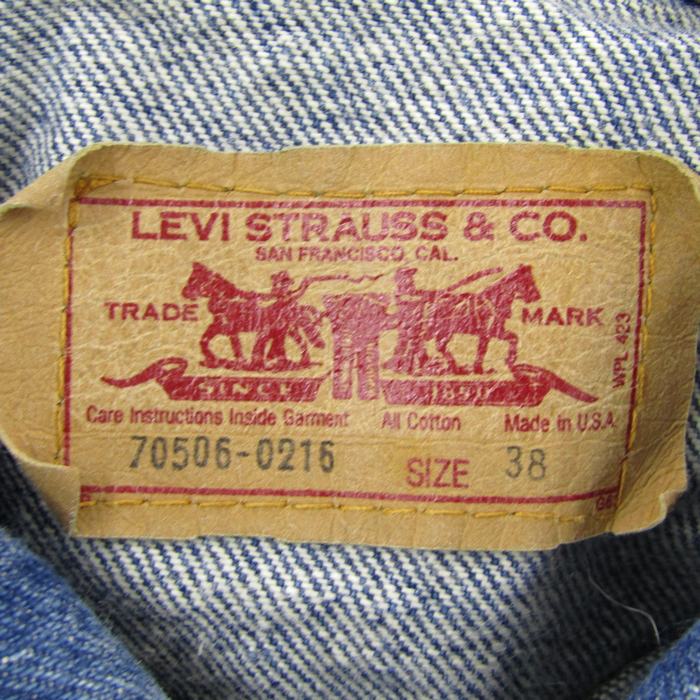 LEVI STRAUSS & CO.
SAN FRANCISCO, CAL.
TRADE MARK
WPL 423
Care Instructions Inside Garment All Cotton Made in U.S.A.
70506-0216 SIZE 38